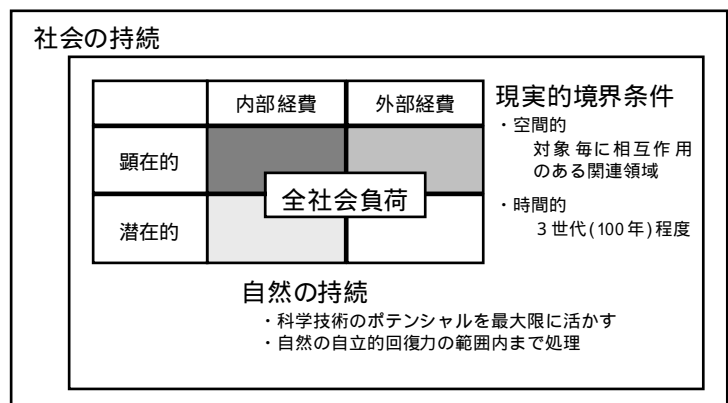 社会の持続
内部経費 外部経費
顕在的
潜在的
全社会負荷
現実的境界条件
・空間的
対象毎に相互作用
のある関連領域
・時間的
3世代(100年)程度
自然の持続
・科学技術のポテンシャルを最大限に活かす
・自然の自立的回復力の範囲内まで処理